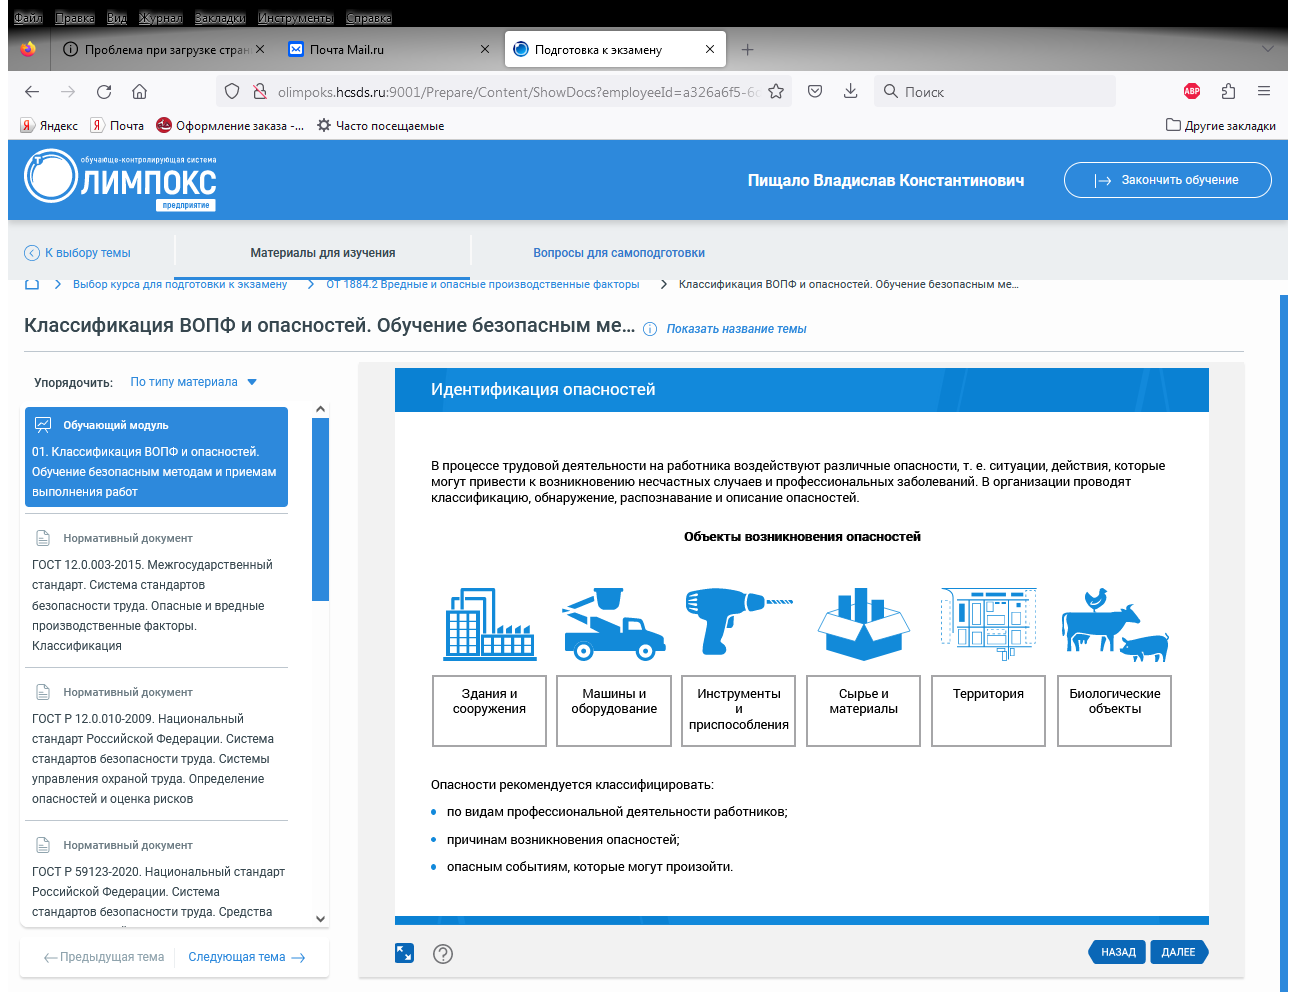 Файл Правка Вид Журнал Закладки Инструменты Справка
Проблема при загрузке стран
Почта Mail.ru
Подготовка к экзамену
olimpoks.hcsds.ru:9001/Prepare/Content/ShowDocs?employeeId=a326a6f5-6c
Поиск
ABP
Яндекс
Почта
Оформление заказа -...
Часто посещаемые
Другие закладки
обучающе-контролирующая система
ОЛИМПОКС
предприятие
Пищало Владислав Константинович
Закончить обучение
К выбору темы
Материалы для изучения
Вопросы для самоподготовки
Выбор курса для подготовки к экзамену > ОТ 1884.2 Вредные и опасные производственные факторы > Классификация ВОПФ и опасностей. Обучение безопасным ме...
Классификация ВОПФ и опасностей. Обучение безопасным ме...
Показать название темы
Упорядочить: По типу материала
Обучающий модуль
01. Классификация ВОПФ и опасностей.
Обучение безопасным методам и приемам
выполнения работ
Нормативный документ
ГОСТ 12.0.003-2015. Межгосударственный
стандарт. Система стандартов
безопасности труда. Опасные и вредные
производственные факторы.
Классификация
Нормативный документ
ГОСТ Р 12.0.010-2009. Национальный
стандарт Российской Федерации. Система
стандартов безопасности труда. Системы
управления охраной труда. Определение
опасностей и оценка рисков
Нормативный документ
ГОСТ Р 59123-2020. Национальный стандарт
Российской Федерации. Система
стандартов безопасности труда. Средства
Предыдущая тема
Следующая тема
Идентификация опасностей
В процессе трудовой деятельности на работника воздействуют различные опасности, т. е. ситуации, действия, которые
могут привести к возникновению несчастных случаев и профессиональных заболеваний. В организации проводят
классификацию, обнаружение, распознавание и описание опасностей.
Объекты возникновения опасностей
Здания и
сооружения
Машины и
оборудование
Инструменты
и
приспособления
Сырье и
материалы
Территория
Биологические
объекты
Опасности рекомендуется классифицировать:
по видам профессиональной деятельности работников;
причинам возникновения опасностей;
опасным событиям, которые могут произойти.
НАЗАД
ДАЛЕЕ